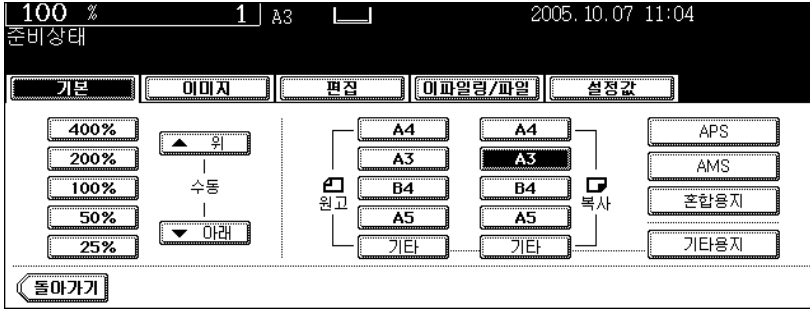 100 % 1 A3 2005.10.07 11:04
준비상태
기본 이미지 편집 이파일링/파일 설정값
400% ▲ 위 A4 A4 APS
200% A3 A3 AMS
100% 수동 원고 B4 B4 복사 혼합용지
50% ▼ 아래 A5 A5
25% 기타 기타 기타용지
돌아가기